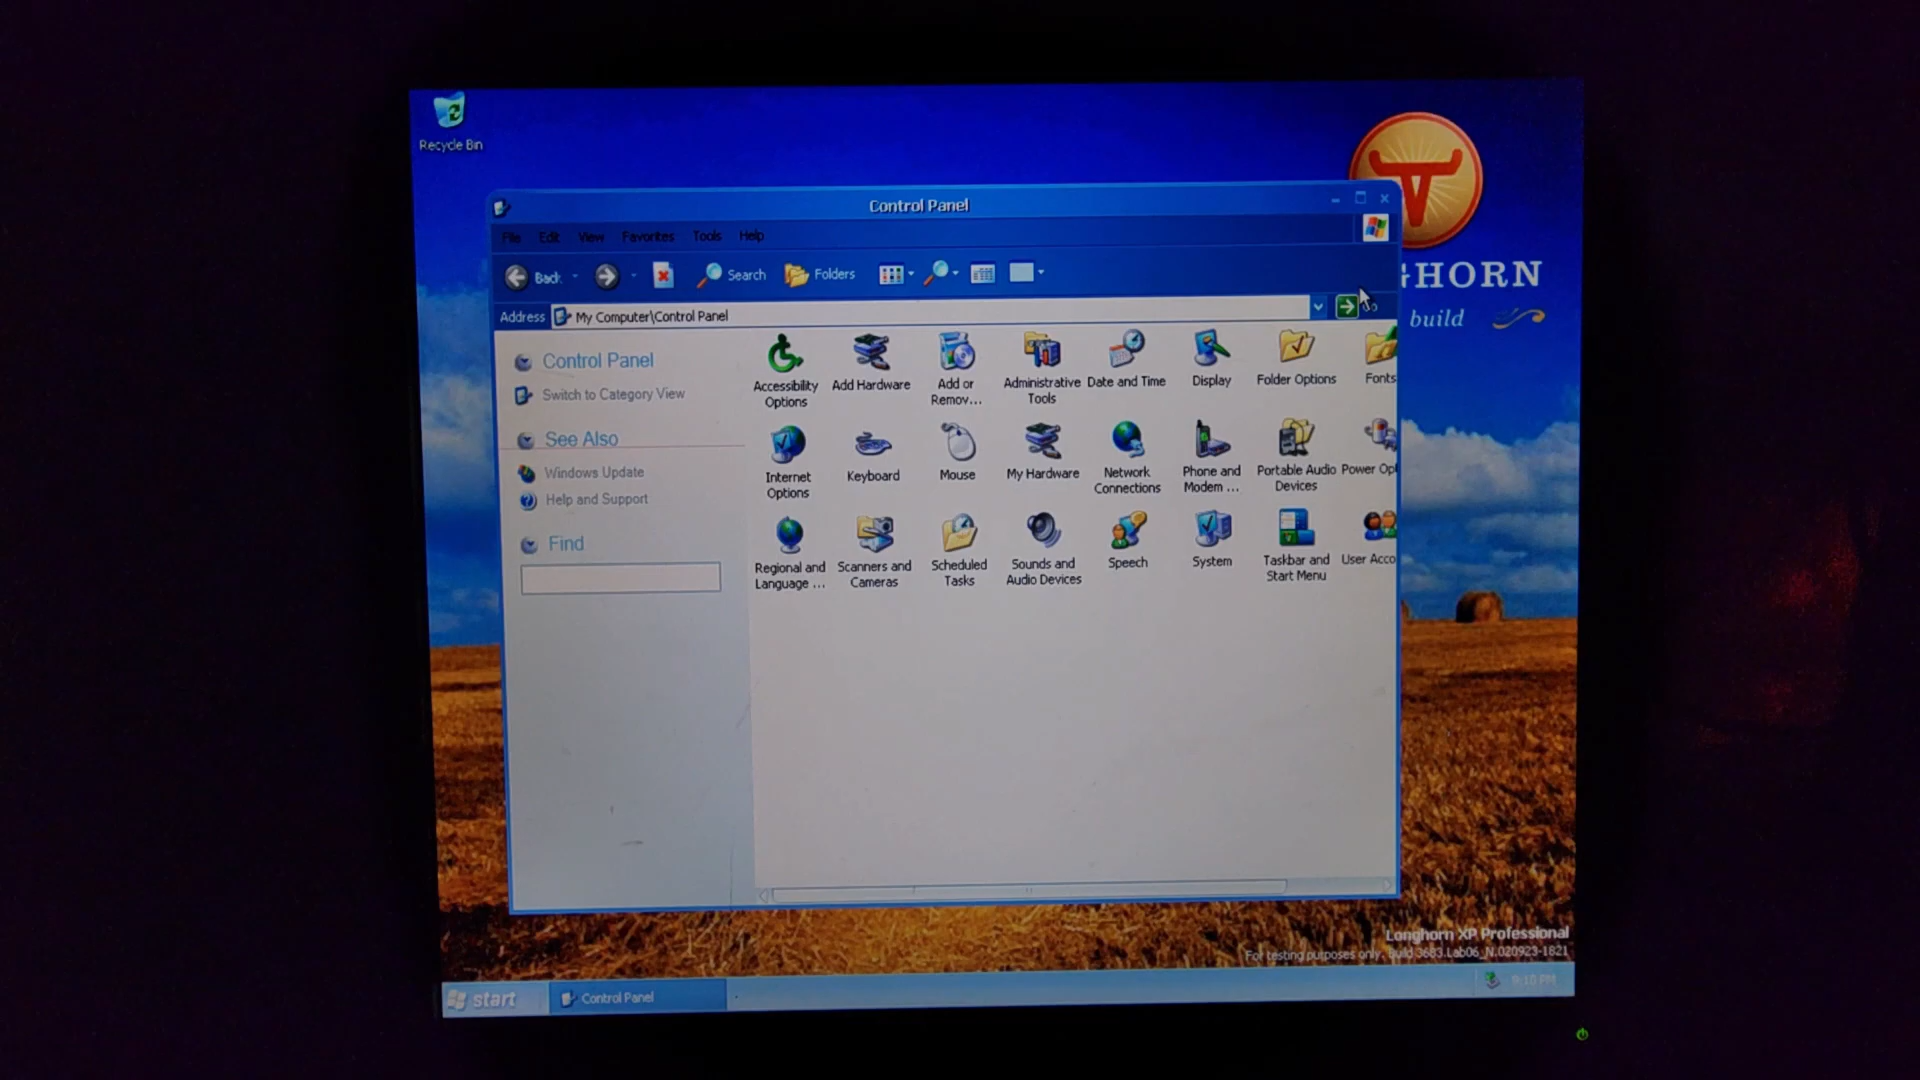 Recycle Bin
Control Panel
File Edit View Favorites Tools Help
Back Search Folders
Address My Computer\Control Panel
GHORN
build
Control Panel
Switch to Category View
See Also
Windows Update
Help and Support
Find
Accessibility Options
Add Hardware
Add or Remov...
Administrative Tools
Date and Time
Display
Folder Options
Fonts
Internet Options
Keyboard
Mouse
My Hardware
Network Connections
Phone and Modem ...
Portable Audio Devices
Power Opt
Regional and Language ...
Scanners and Cameras
Scheduled Tasks
Sounds and Audio Devices
Speech
System
Taskbar and Start Menu
User Acco
Longhorn XP Professional
For testing purposes only. Build 3683.Lab06_N.020923-1821
start Control Panel 9:10 PM